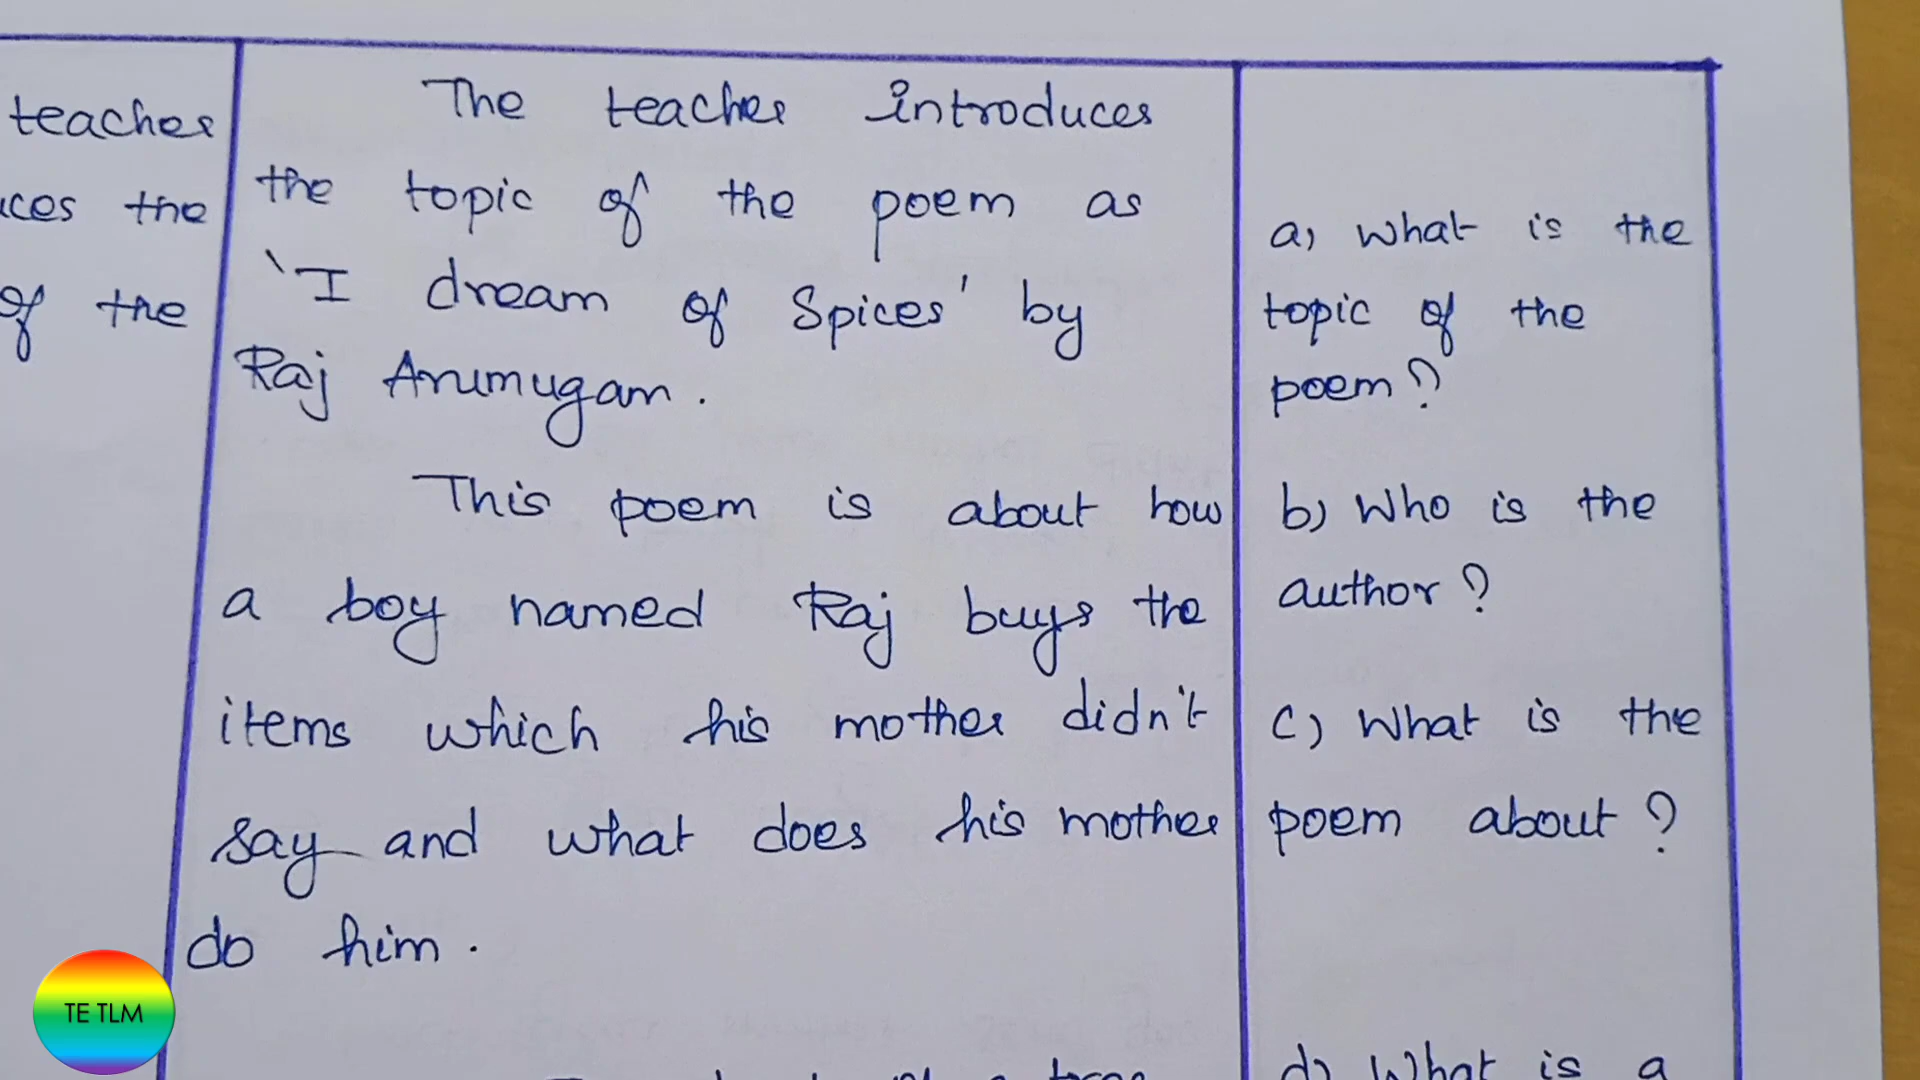 teacher
ces the
of the
The teacher introduces
the topic of the poem as
'I dream of Spices' by
Raj Arumugam.
This poem is about how
a boy named Raj buys the
items which his mother didn't
say and what does his mother
do him.
a) what is the
topic of the
poem?
b) Who is the
author?
c) What is the
poem about?
d) What is a
TE TLM